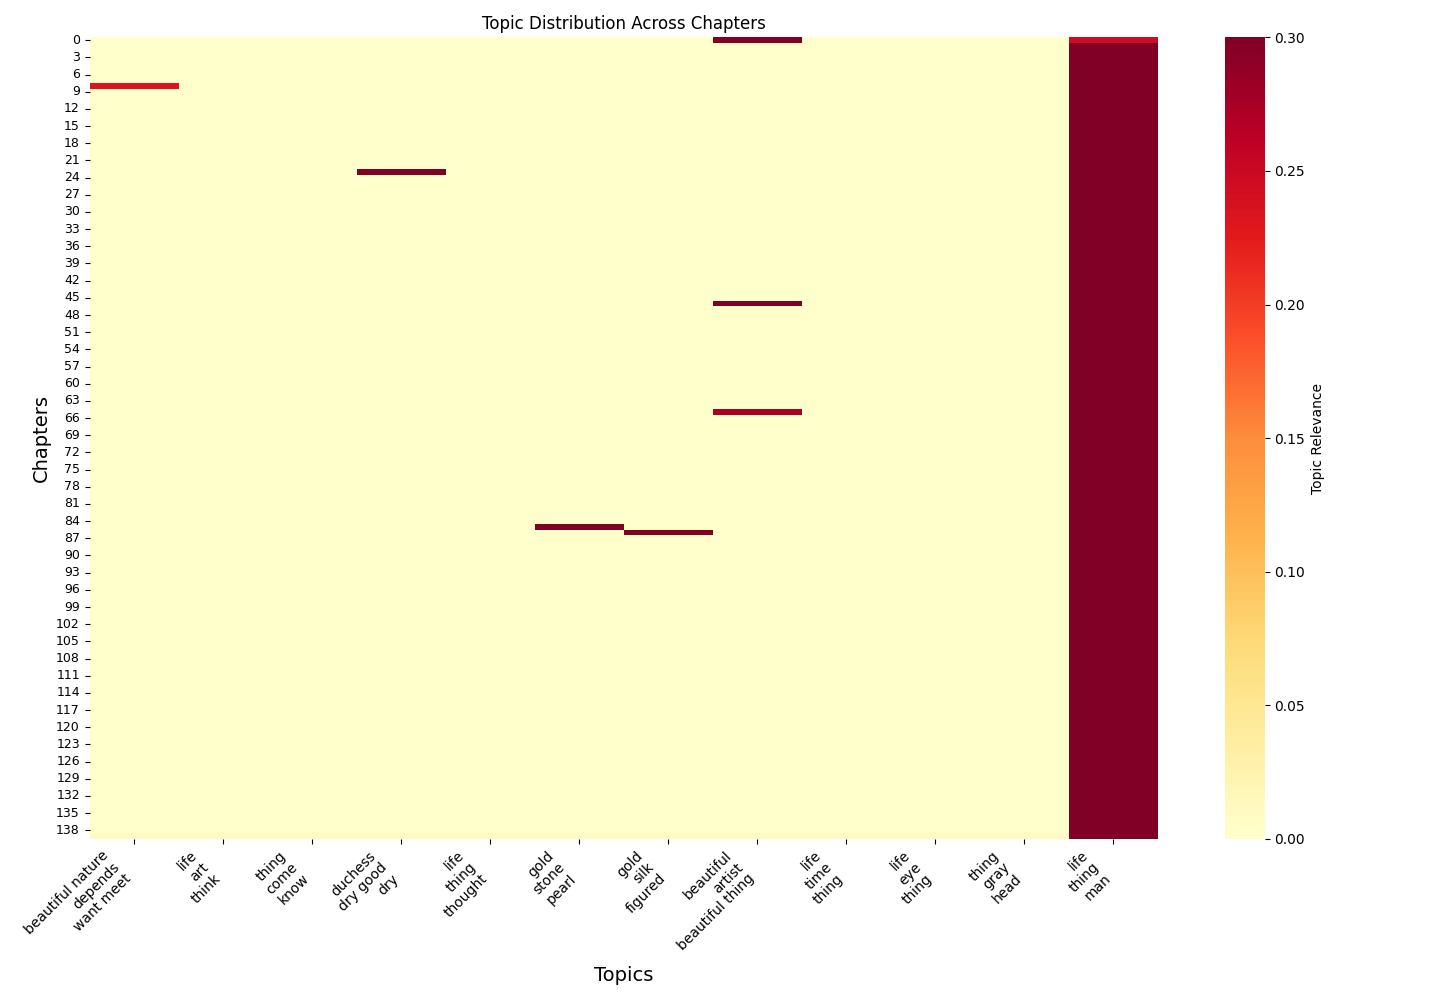 Topic Distribution Across Chapters
0
3
6
9
12
15
18
21
24
27
30
33
36
39
42
45
48
51
54
57
60
63
66
69
72
75
78
81
84
87
90
93
96
99
102
105
108
111
114
117
120
123
126
129
132
135
138
Chapters
beautiful nature
depends
want meet
life
art
think
thing
come
know
duchess
dry good
dry
life
thing
thought
gold
stone
pearl
gold
silk
figured
beautiful
artist
beautiful thing
life
time
thing
life
eye
thing
thing
gray
head
life
thing
man
Topics
0.30
0.25
0.20
0.15
0.10
0.05
0.00
Topic Relevance